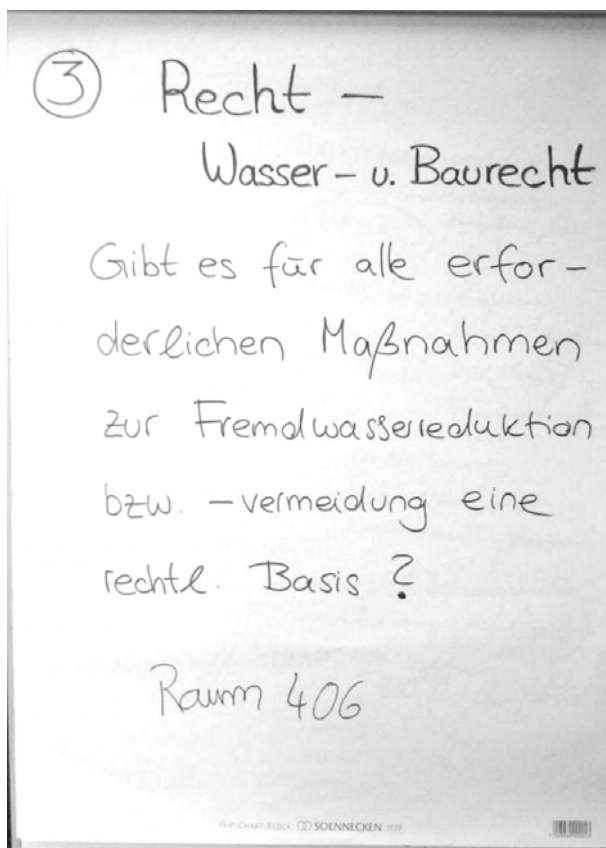 ③ Recht –
Wasser- u. Baurecht
Gibt es für alle erfor-
derlichen Maßnahmen
zur Fremdwasserreduktion
bzw. -vermeidung eine
rechtl. Basis?
Raum 406
FLIP-CHART-BLOCK SOENNECKEN